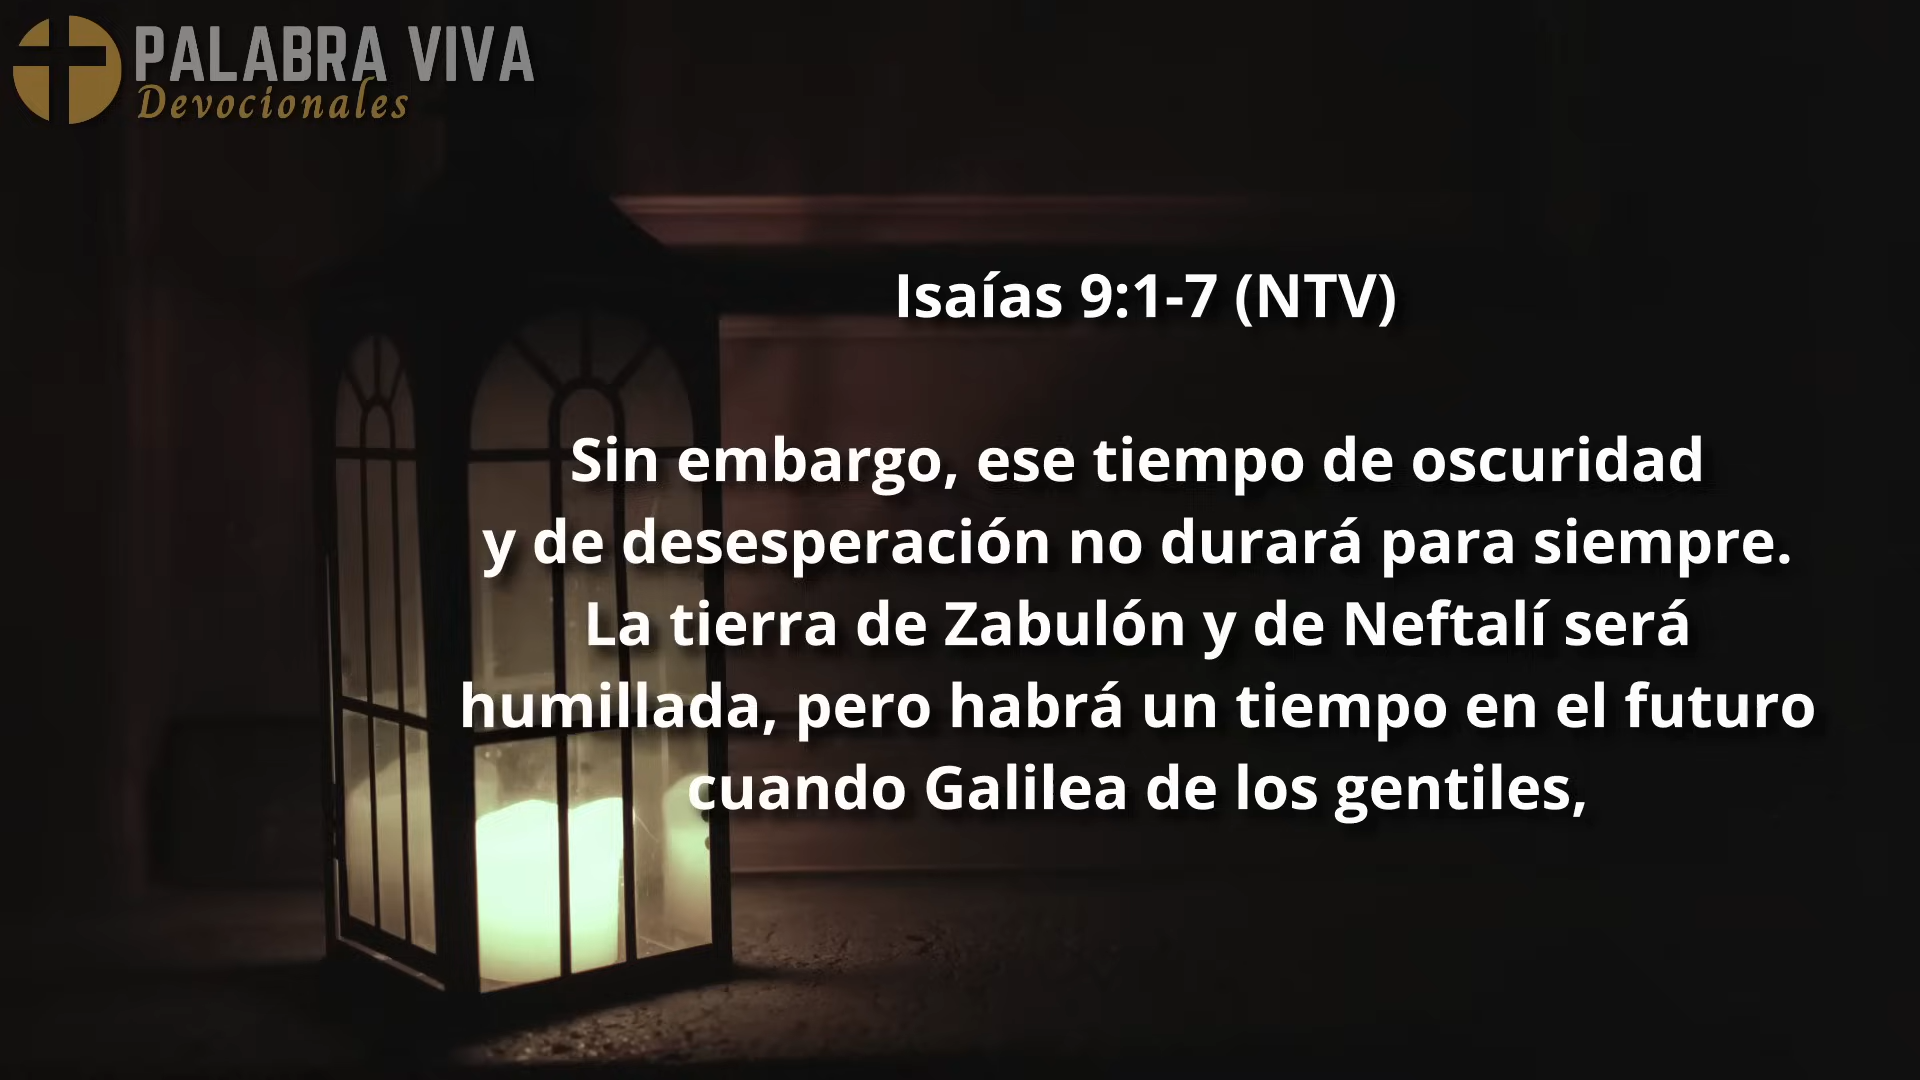 PALABRA VIVA
Devocionales
Isaías 9:1-7 (NTV)
Sin embargo, ese tiempo de oscuridad
y de desesperación no durará para siempre.
La tierra de Zabulón y de Neftalí será
humillada, pero habrá un tiempo en el futuro
cuando Galilea de los gentiles,